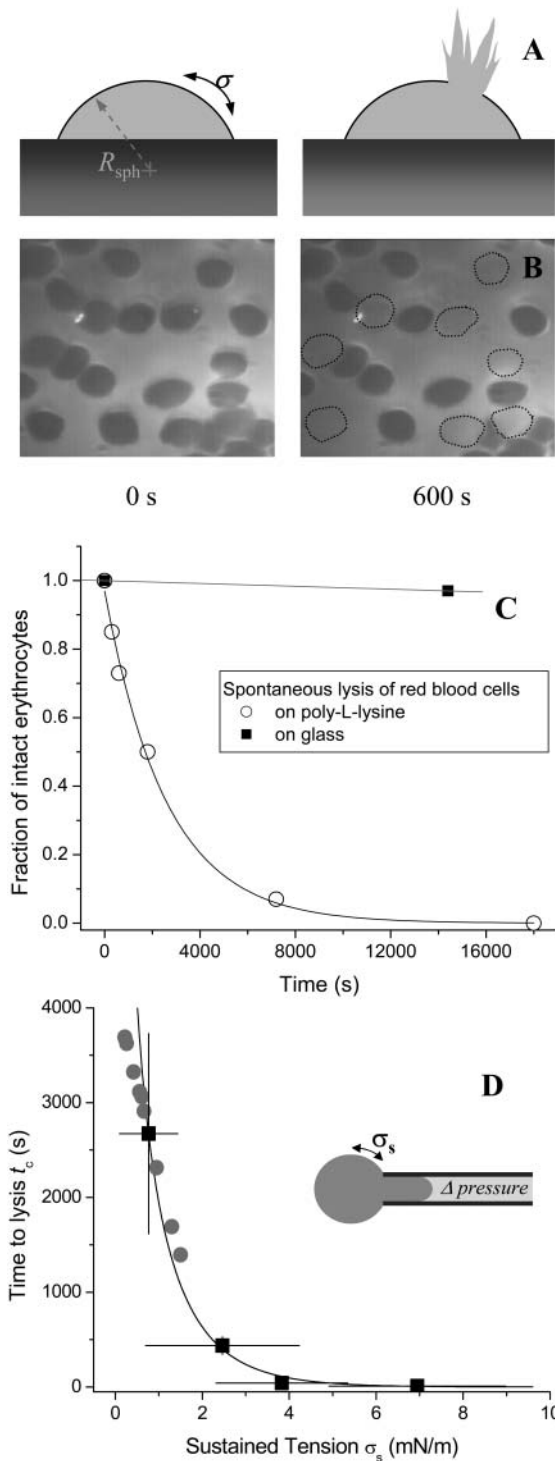 A
σ
R_sph
B
0 s 600 s
C
Fraction of intact erythrocytes
1.0
0.8
0.6
0.4
0.2
0.0
Spontaneous lysis of red blood cells
on poly-L-lysine
on glass
0 4000 8000 12000 16000
Time (s)
D
Time to lysis t_c (s)
4000
3000
2000
1000
0
σ_s
Δ pressure
0 2 4 6 8 10
Sustained Tension σ_s (mN/m)